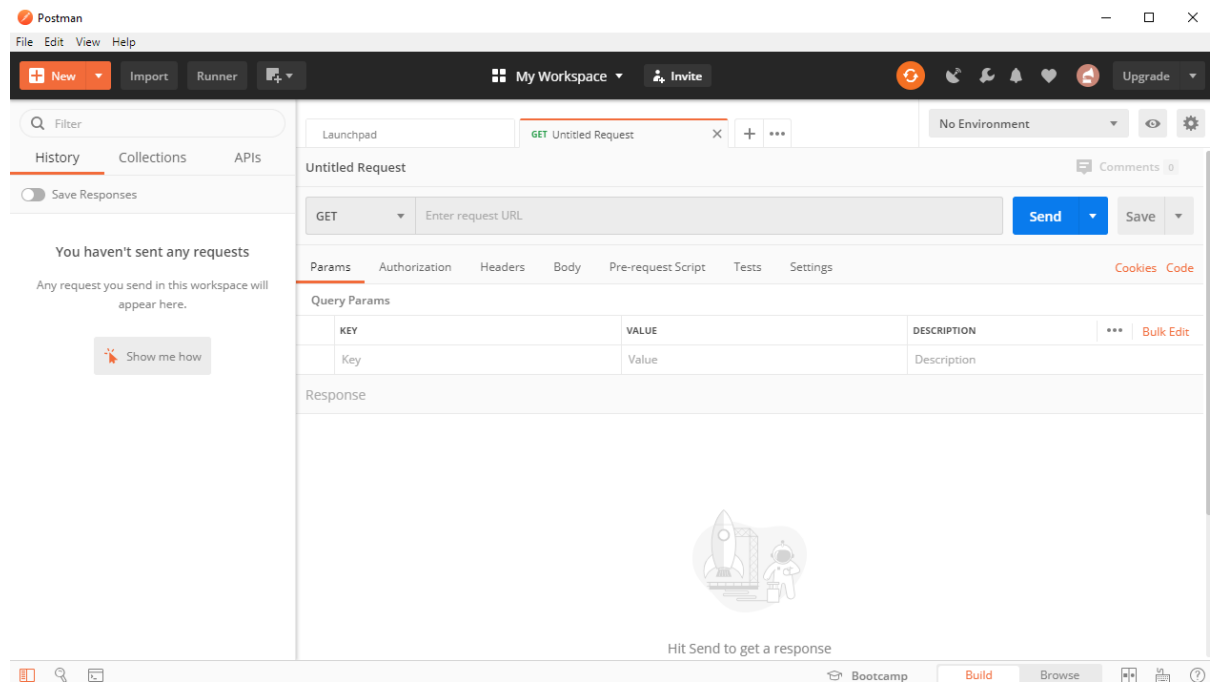 Postman
File Edit View Help
New Import Runner My Workspace Invite Upgrade
Filter
History Collections APIs
Save Responses
You haven't sent any requests
Any request you send in this workspace will
appear here.
Show me how
Launchpad GET Untitled Request No Environment
Untitled Request Comments 0
GET Enter request URL Send Save
Params Authorization Headers Body Pre-request Script Tests Settings Cookies Code
Query Params
KEY VALUE DESCRIPTION Bulk Edit
Key Value Description
Response
Hit Send to get a response
Bootcamp Build Browse